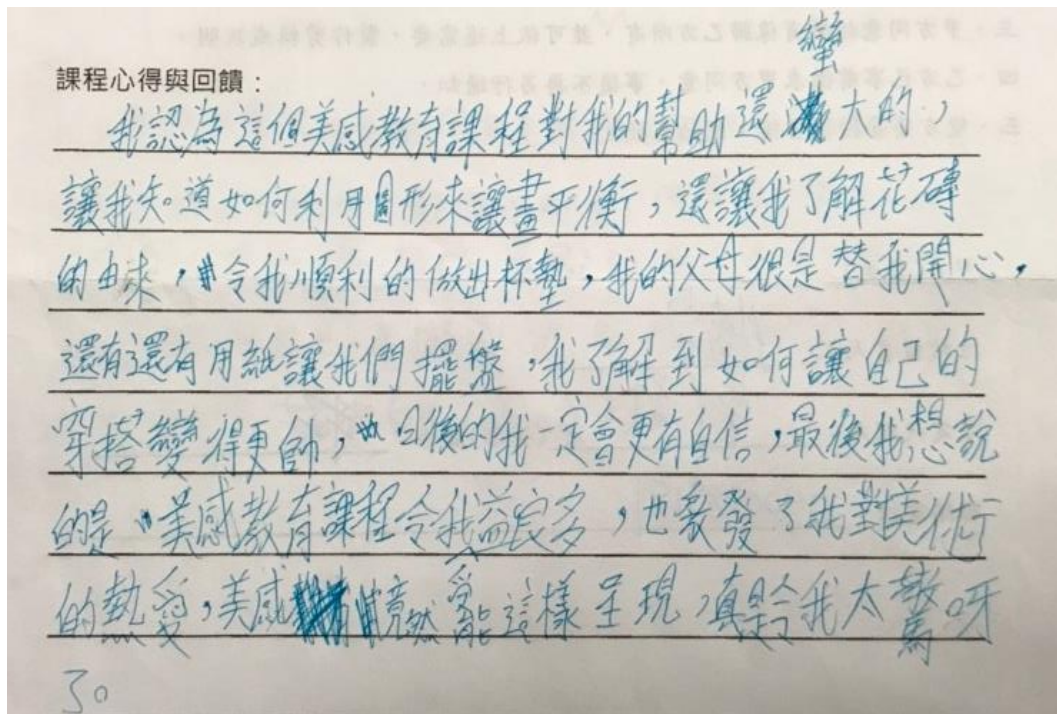 課程心得與回饋：
我認為這個美感教育課程對我的幫助還蠻大的，
讓我知道如何利用圖形來讓畫平衡，還讓我了解花磚
的由來，令我順利的做出杯墊，我的父母很是替我開心，
還有還有用紙讓我們擺盤，我了解到如何讓自己的
穿搭變得更帥，日後的我一定會更有自信，最後我想說
的是，美感教育課程令我受益良多，也激發了我對美術
的熱愛，美感竟然能這樣呈現，真是令我太驚呀
了。